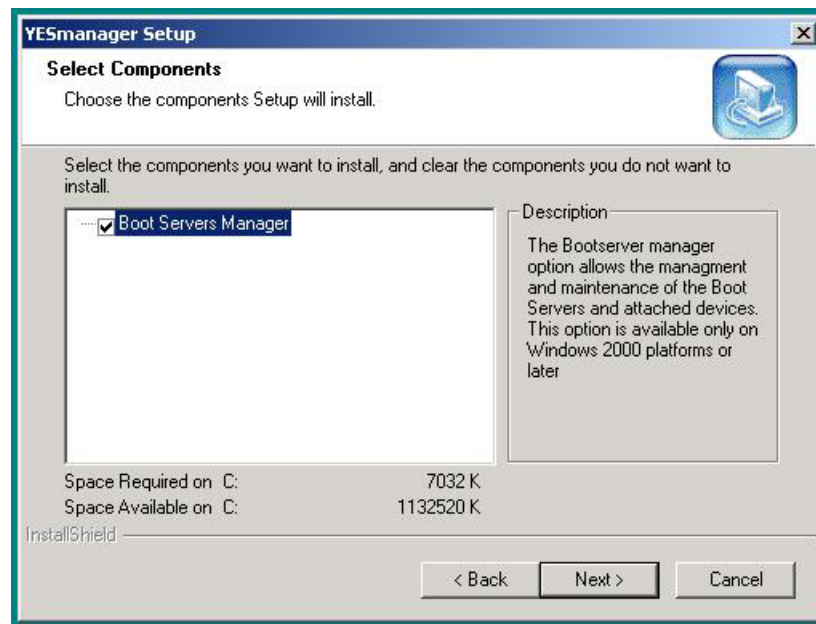 YESmanager Setup
Select Components
Choose the components Setup will install.
Select the components you want to install, and clear the components you do not want to
install.
Boot Servers Manager
Description
The Bootserver manager
option allows the managment
and maintenance of the Boot
Servers and attached devices.
This option is available only on
Windows 2000 platforms or
later
Space Required on C: 7032 K
Space Available on C: 1132520 K
InstallShield
< Back Next > Cancel